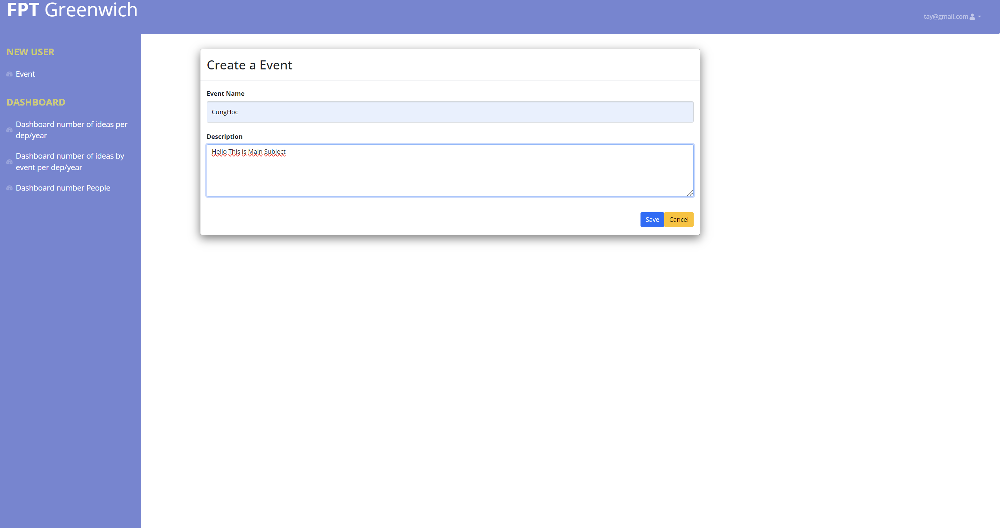 FPT Greenwich
tay@gmail.com
NEW USER
Event
DASHBOARD
Dashboard number of ideas per
dep/year
Dashboard number of ideas by
event per dep/year
Dashboard number People
Create a Event
Event Name
CungHoc
Description
Hello This is Main Subject
Save Cancel